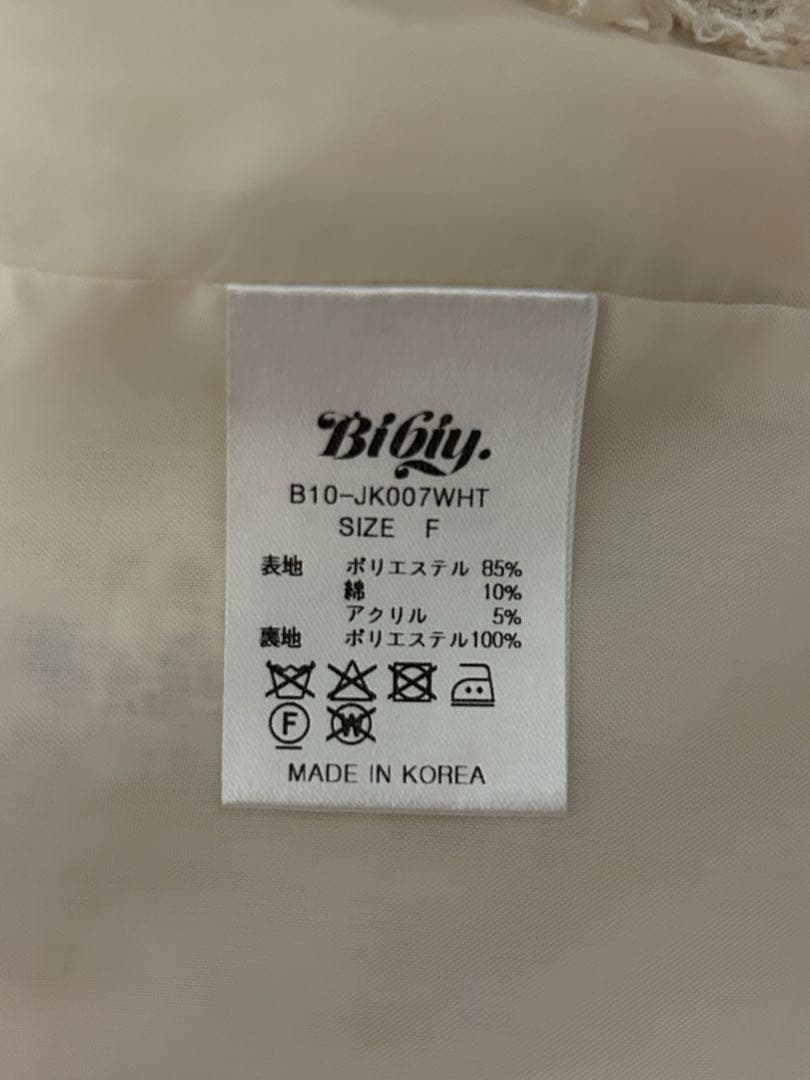 Bibiy.
B10-JK007WHT
SIZE F
表地 ポリエステル 85%
綿 10%
アクリル 5%
裏地 ポリエステル100%
F W
MADE IN KOREA